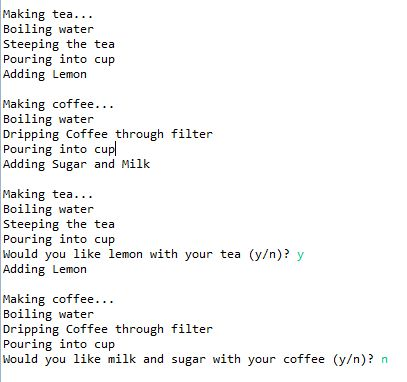 Making tea...
Boiling water
Steeping the tea
Pouring into cup
Adding Lemon
Making coffee...
Boiling water
Dripping Coffee through filter
Pouring into cup
Adding Sugar and Milk
Making tea...
Boiling water
Steeping the tea
Pouring into cup
Would you like lemon with your tea (y/n)? y
Adding Lemon
Making coffee...
Boiling water
Dripping Coffee through filter
Pouring into cup
Would you like milk and sugar with your coffee (y/n)? n